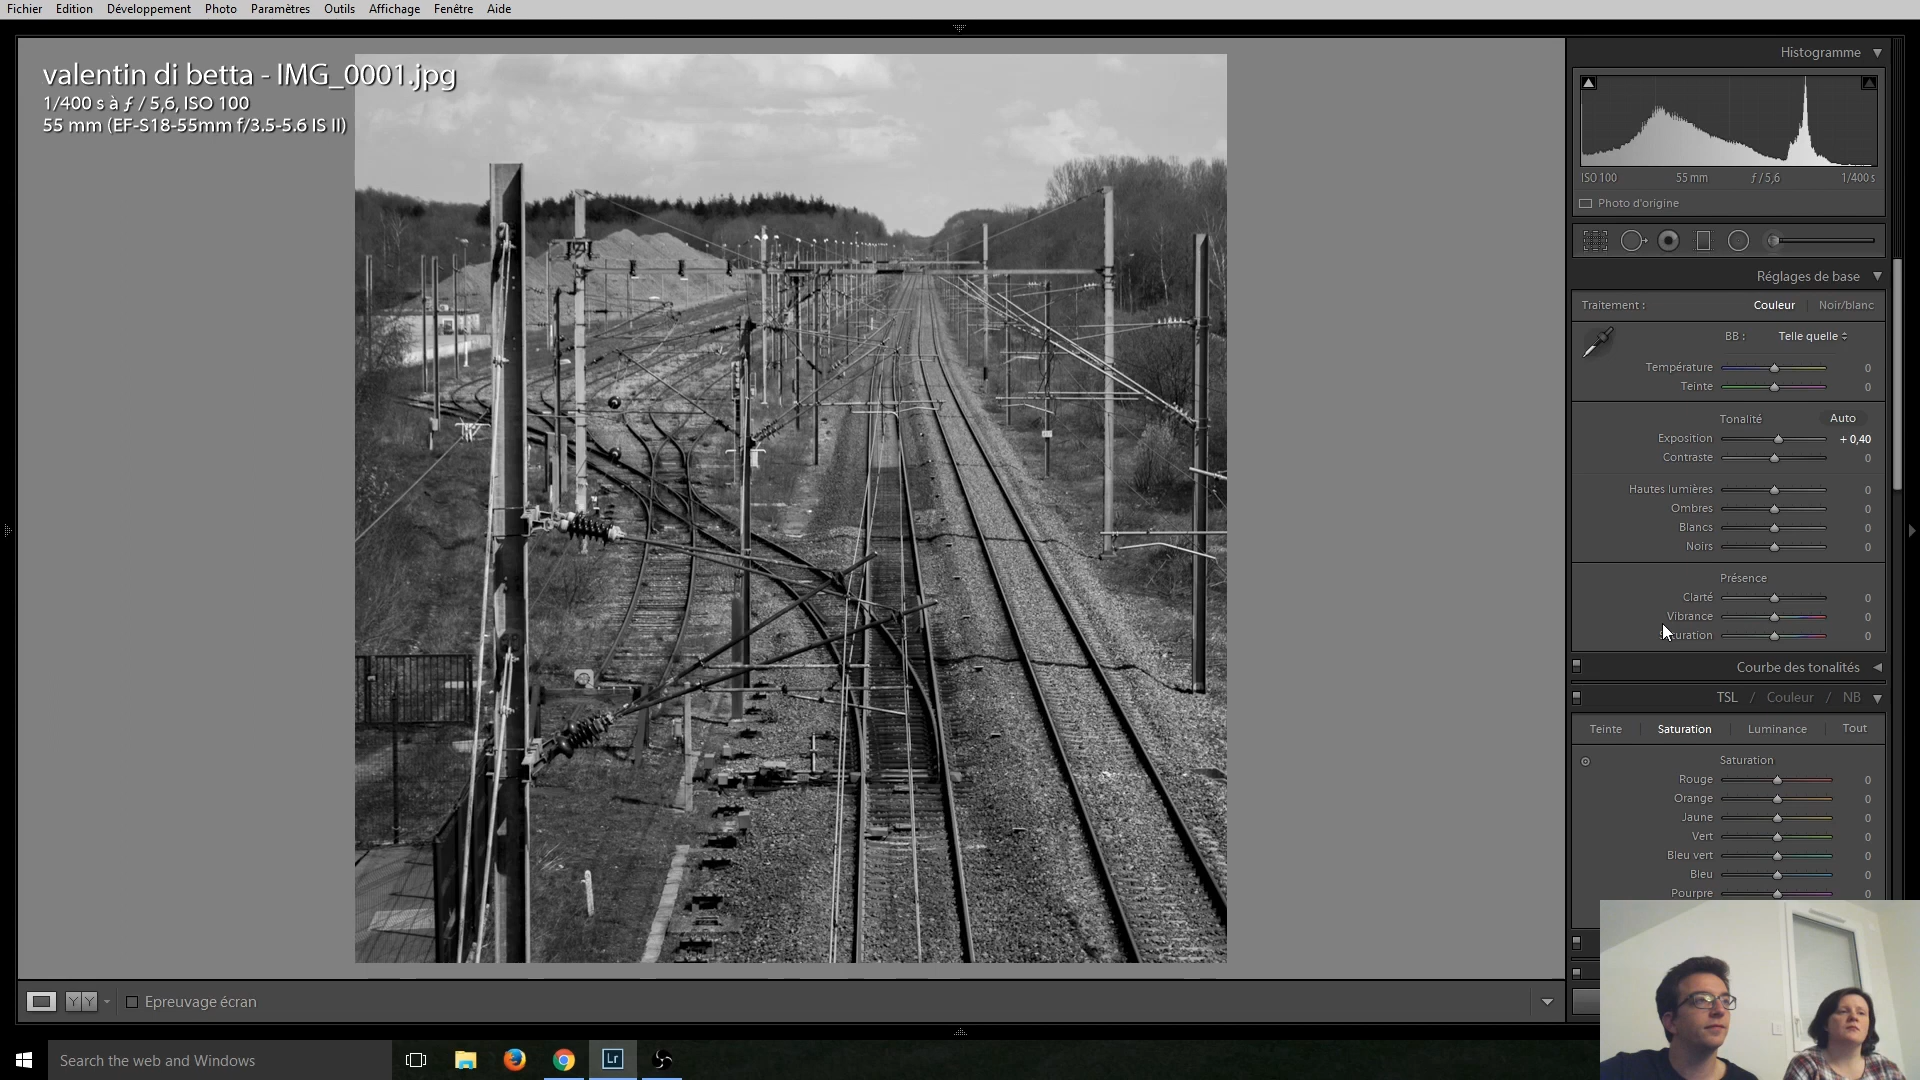 Fichier Edition Développement Photo Paramètres Outils Affichage Fenêtre Aide
valentin di betta - IMG_0001.jpg
1/400 s à ƒ / 5,6, ISO 100
55 mm (EF-S18-55mm f/3.5-5.6 IS II)
Histogramme
ISO 100 55 mm ƒ / 5,6 1/400 s
Photo d'origine
Réglages de base
Traitement : Couleur Noir/blanc
BB : Telle quelle
Température 0
Teinte 0
Tonalité Auto
Exposition + 0,40
Contraste 0
Hautes lumières 0
Ombres 0
Blancs 0
Noirs 0
Présence
Clarté 0
Vibrance 0
uration 0
Courbe des tonalités
TSL / Couleur / NB
Teinte Saturation Luminance Tout
Saturation
Rouge 0
Orange 0
Jaune 0
Vert 0
Bleu vert 0
Bleu 0
Pourpre 0
Y Y Epreuvage écran
Search the web and Windows
Lr